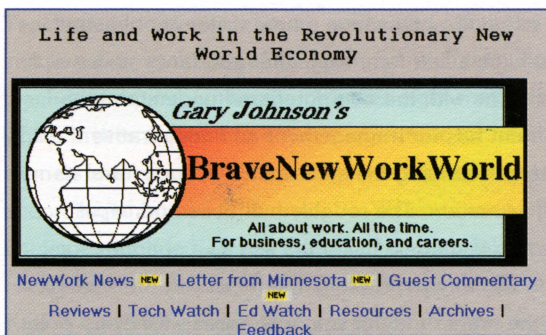 Life and Work in the Revolutionary New
World Economy
Gary Johnson's
BraveNewWorkWorld
All about work. All the time.
For business, education, and careers.
NewWork News NEW | Letter from Minnesota NEW | Guest Commentary
NEW
Reviews | Tech Watch | Ed Watch | Resources | Archives |
Feedback